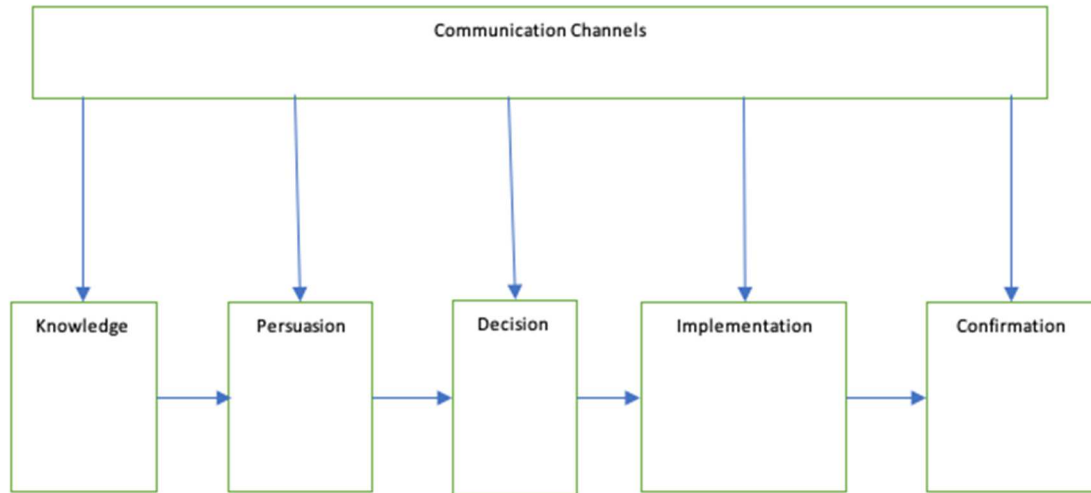 Communication Channels
Knowledge
Persuasion
Decision
Implementation
Confirmation